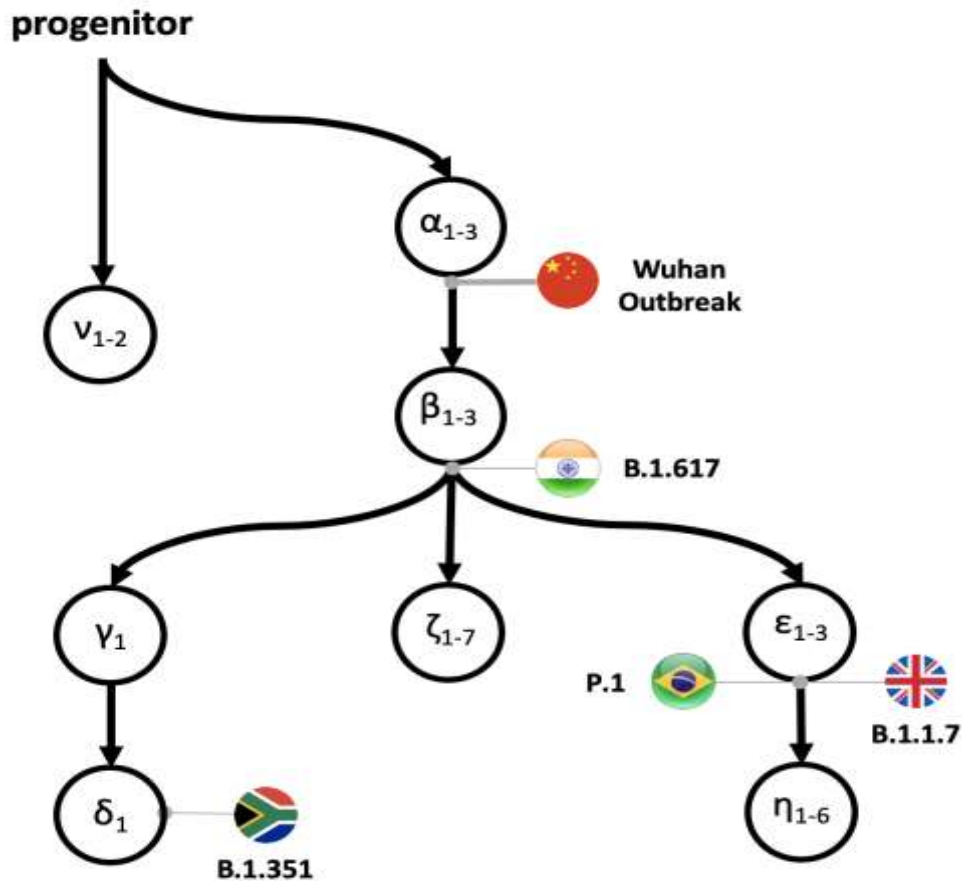 progenitor
α1-3
Wuhan
Outbreak
ν1-2
β1-3
B.1.617
γ1
ζ1-7
ε1-3
P.1
B.1.1.7
δ1
η1-6
B.1.351